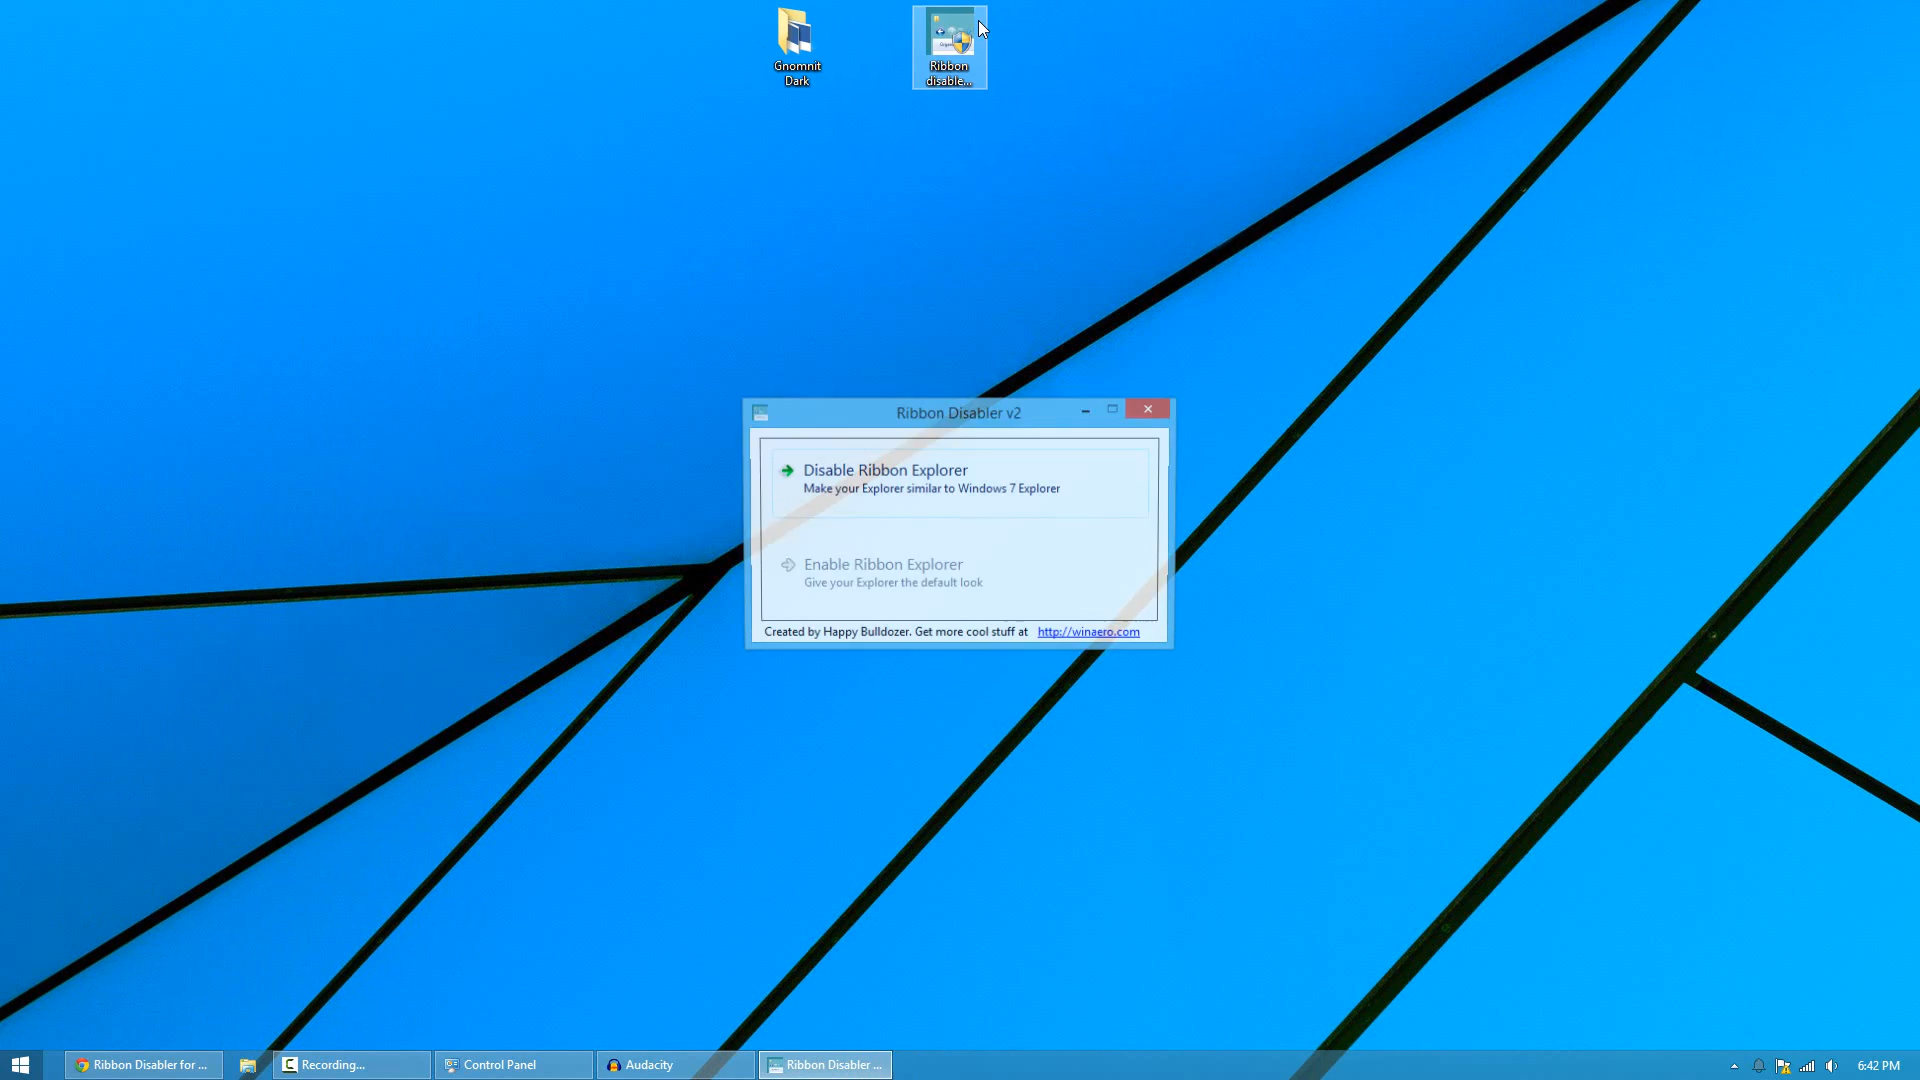 Gnomnit
Dark
Ribbon
disable...
Ribbon Disabler v2
Disable Ribbon Explorer
Make your Explorer similar to Windows 7 Explorer
Enable Ribbon Explorer
Give your Explorer the default look
Created by Happy Bulldozer. Get more cool stuff at http://winaero.com
Ribbon Disabler for ...
Recording...
Control Panel
Audacity
Ribbon Disabler ...
6:42 PM